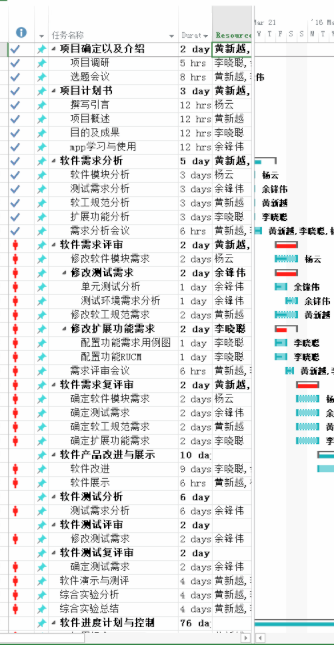 ar 21 '16 M
W T F S S M T W
任务名称 Durat Resource
项目确定以及介绍 2 day 黄新越,
项目调研 5 hrs 李晓聪,
选题会议 8 hrs 黄新越, 伟
项目计划书 3 day 黄新越,
撰写引言 12 hrs 杨云
项目概述 12 hrs 黄新越
目的及成果 12 hrs 李晓聪
mpp学习与使用 12 hrs 余锋伟
软件需求分析 5 day 黄新越,
软件模块分析 3 days 杨云 杨云
测试需求分析 3 days 余锋伟 余锋伟
软工规范分析 3 days 黄新越 黄新越
扩展功能分析 3 days 李晓聪 李晓聪
需求分析会议 6 hrs 黄新越, 黄新越, 李晓聪,
软件需求评审 2 day 黄新越,
修改软件模块需求 2 days 杨云 杨云
修改测试需求 2 day 余锋伟
单元测试分析 1 day 余锋伟 余锋伟
测试环境需求分析 1 day 余锋伟 余锋伟
修改软工规范需求 2 days 黄新越 黄新越
修改扩展功能需求 2 day 李晓聪
配置功能需求用例图 1 day 李晓聪 李晓聪
配置功能RUCM 1 day 李晓聪 李晓聪
需求评审会议 6 hrs 黄新越, 黄新越,
软件需求复评审 2 day 黄新越,
确定软件模块需求 2 days 杨云
确定测试需求 2 days 余锋伟
确定软工规范需求 2 days 黄新越
确定扩展功能需求 2 days 李晓聪
软件产品改进与展示 10 da
软件改进 9 days 李晓聪,
软件展示 6 hrs 黄新越,
软件测试分析 6 day
测试需求分析 6 days 余锋伟
软件测试评审 2 day
修改测试需求 2 days 余锋伟
软件测试复评审 2 day
确定测试需求 2 days 余锋伟
软件演示与测评 4 days 黄新越,
综合实验分析 4 days 黄新越,
综合实验总结 4 days 黄新越,
软件进度计划与控制 76 da